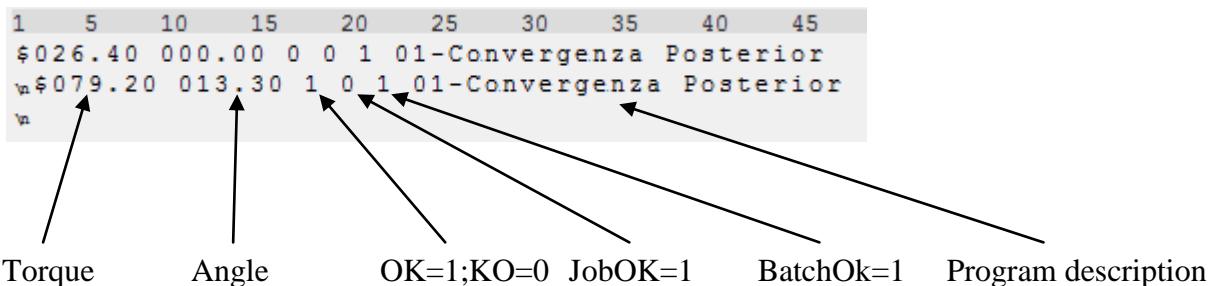 1 5 10 15 20 25 30 35 40 45
$026.40 000.00 0 0 1 01-Convergenza Posterior
\n$079.20 013.30 1 0 1 01-Convergenza Posterior
\n
Torque Angle OK=1;KO=0 JobOK=1 BatchOk=1 Program description